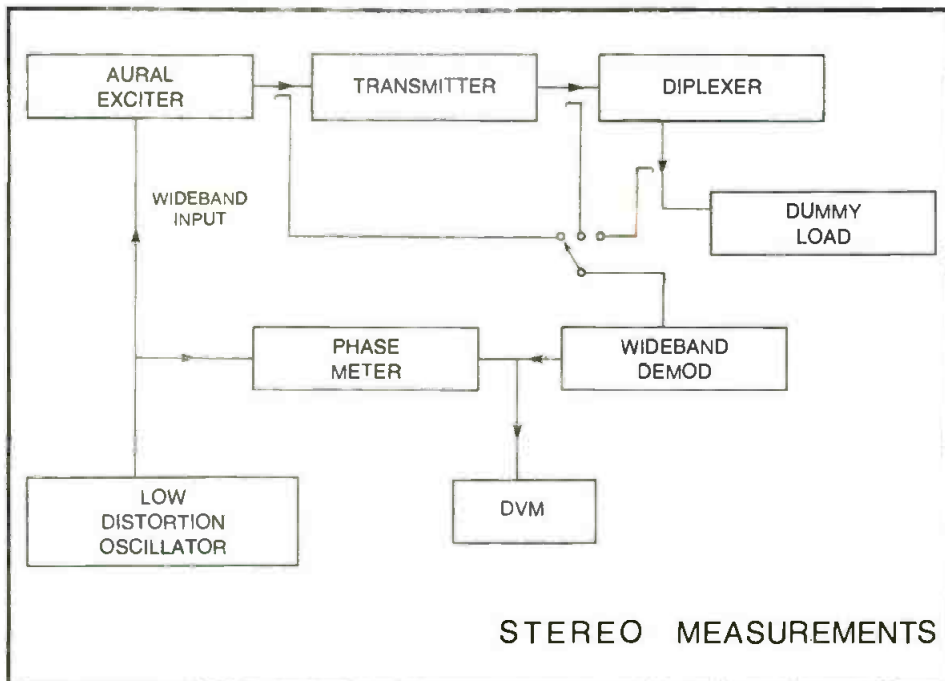 AURAL
EXCITER
TRANSMITTER
DIPLEXER
WIDEBAND
INPUT
DUMMY
LOAD
PHASE
METER
WIDEBAND
DEMOD
LOW
DISTORTION
OSCILLATOR
DVM
STEREO MEASUREMENTS